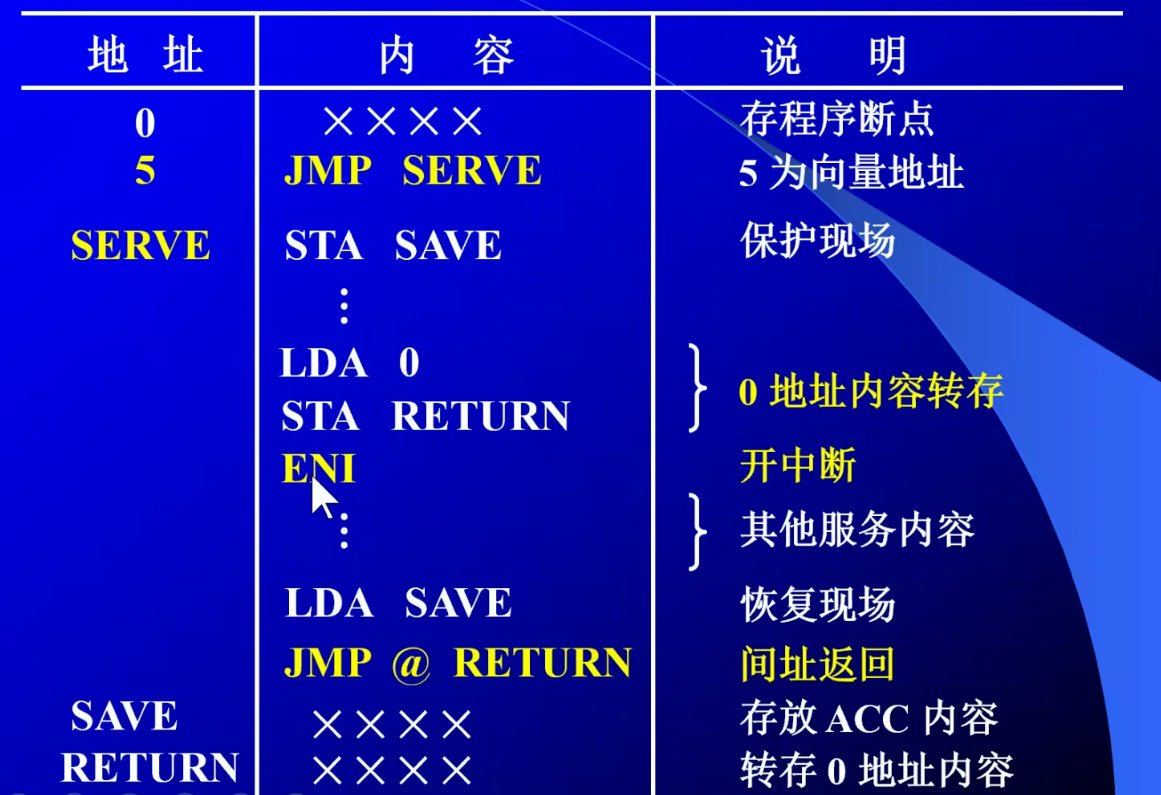 地 址 内 容 说 明
0 ×××× 存程序断点
5 JMP SERVE 5 为向量地址
SERVE STA SAVE 保护现场
⋮
LDA 0
0 地址内容转存
STA RETURN
ENI 开中断
⋮ 其他服务内容
LDA SAVE 恢复现场
JMP @ RETURN 间址返回
SAVE ×××× 存放 ACC 内容
RETURN ×××× 转存 0 地址内容